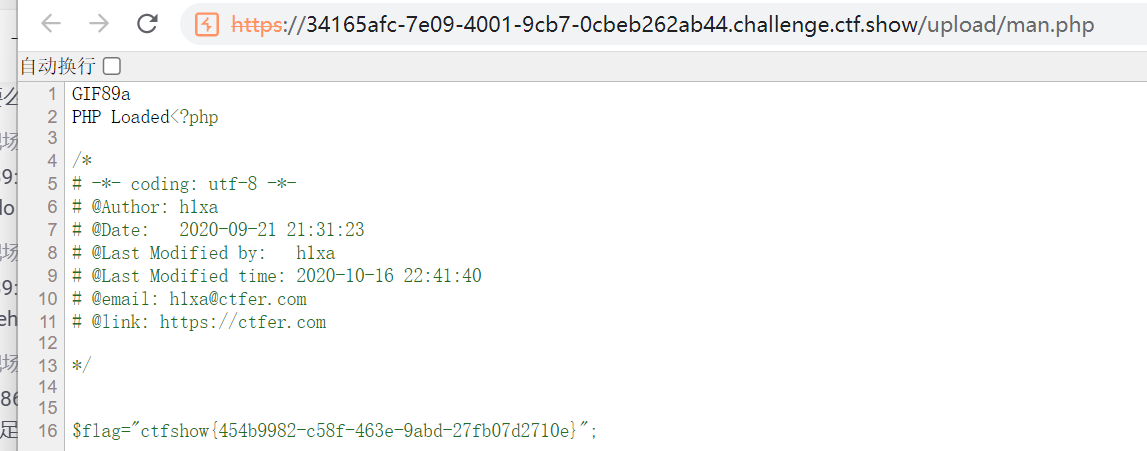 https://34165afc-7e09-4001-9cb7-0cbeb262ab44.challenge.ctf.show/upload/man.php
自动换行
1 GIF89a
2 PHP Loaded<?php
3
4 /*
5 # -*- coding: utf-8 -*-
6 # @Author: h1xa
7 # @Date:   2020-09-21 21:31:23
8 # @Last Modified by:   h1xa
9 # @Last Modified time: 2020-10-16 22:41:40
10 # @email: h1xa@ctfer.com
11 # @link: https://ctfer.com
12
13 */
14
15
16 $flag="ctfshow{454b9982-c58f-463e-9abd-27fb07d2710e}";